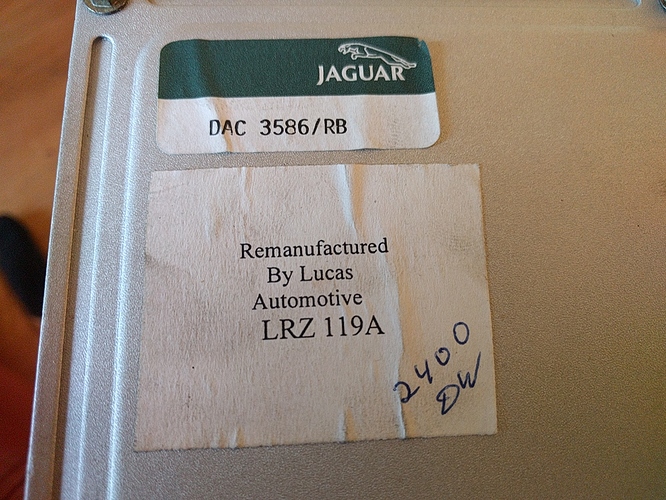 JAGUAR
DAC 3586/RB
Remanufactured
By Lucas
Automotive
LRZ 119A
2400
DW